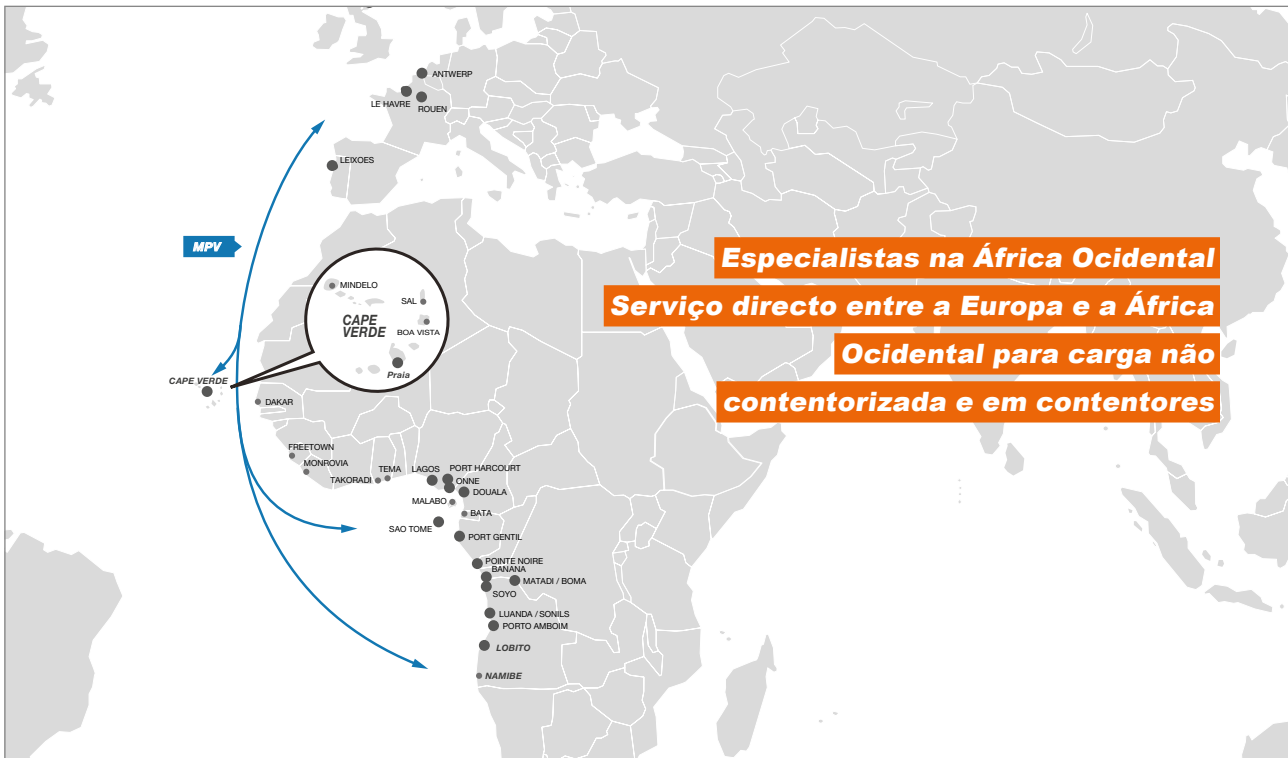 ANTWERP
LE HAVRE
ROUEN
LEIXOES
MPV
Especialistas na África Ocidental
Serviço directo entre a Europa e a África
Ocidental para carga não
contentorizada e em contentores
MINDELO
SAL
CAPE
VERDE
BOA VISTA
Praia
CAPE VERDE
DAKAR
FREETOWN
MONROVIA
TAKORADI
TEMA
LAGOS
PORT HARCOURT
ONNE
DOUALA
MALABO
BATA
SAO TOME
PORT GENTIL
POINTE NOIRE
BANANA
MATADI / BOMA
SOYO
LUANDA / SONILS
PORTO AMBOIM
LOBITO
NAMIBE